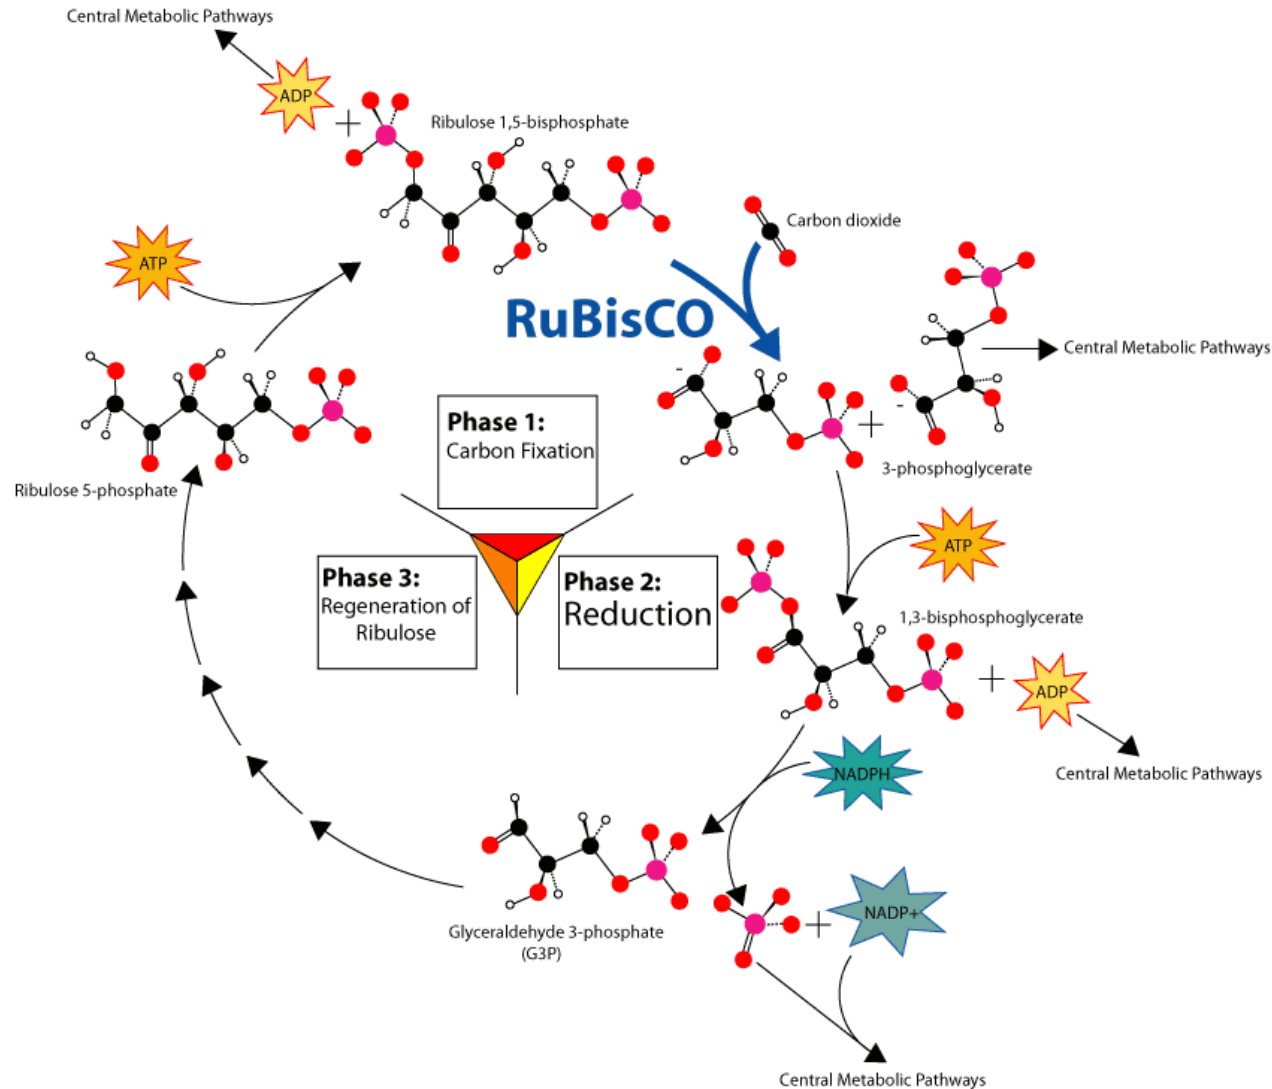 Central Metabolic Pathways
ADP
+
Ribulose 1,5-bisphosphate
Carbon dioxide
ATP
RuBisCO
Central Metabolic Pathways
-
-
+
3-phosphoglycerate
Phase 1:
Carbon Fixation
Ribulose 5-phosphate
ATP
Phase 3:
Regeneration of
Ribulose
Phase 2:
Reduction
1,3-bisphosphoglycerate
+
ADP
Central Metabolic Pathways
NADPH
Glyceraldehyde 3-phosphate
(G3P)
+
NADP+
Central Metabolic Pathways